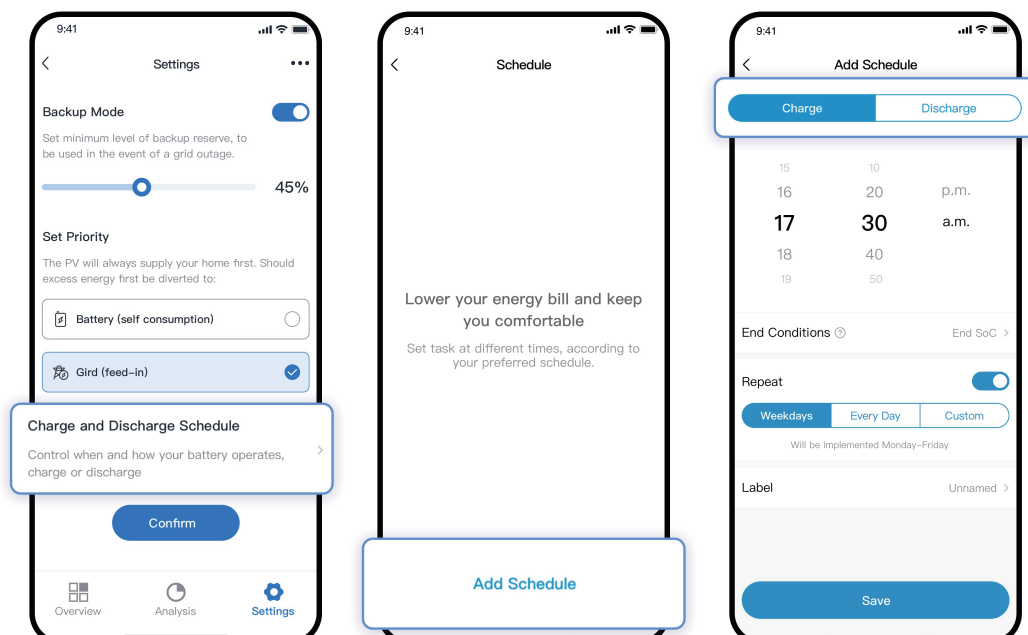 9:41
Settings
Backup Mode
Set minimum level of backup reserve, to
be used in the event of a grid outage.
45%
Set Priority
The PV will always supply your home first. Should
excess energy first be diverted to:
Battery (self consumption)
Gird (feed-in)
Charge and Discharge Schedule
Control when and how your battery operates,
charge or discharge
Confirm
Overview Analysis Settings
9:41
Schedule
Lower your energy bill and keep
you comfortable
Set task at different times, according to
your preferred schedule.
Add Schedule
9:41
Add Schedule
Charge Discharge
15 10
16 20 p.m.
17 30 a.m.
18 40
19 50
End Conditions ? End SoC >
Repeat
Weekdays Every Day Custom
Will be implemented Monday-Friday
Label Unnamed >
Save